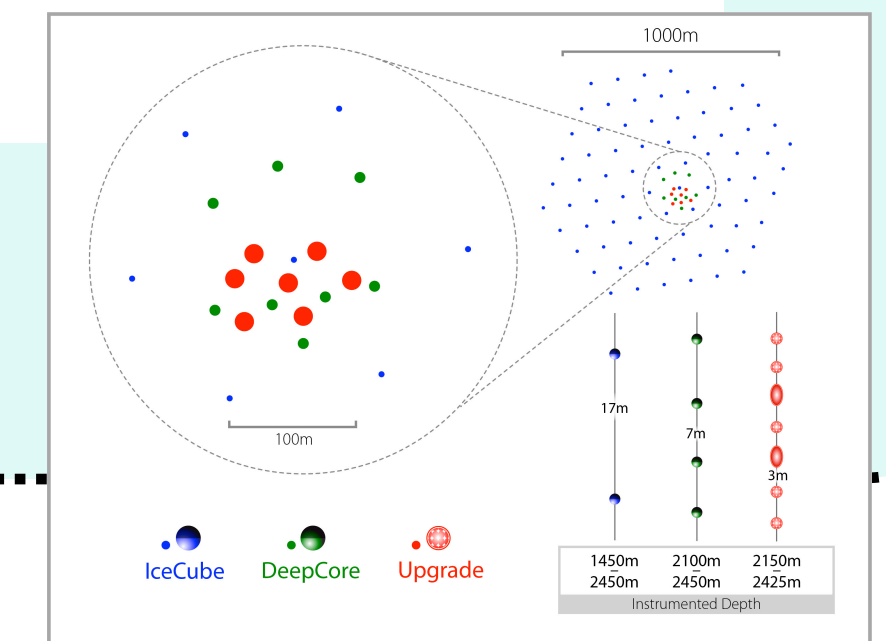 1000m
100m
17m
7m
3m
IceCube
DeepCore
Upgrade
1450m
–
2450m
2100m
–
2450m
2150m
–
2425m
Instrumented Depth